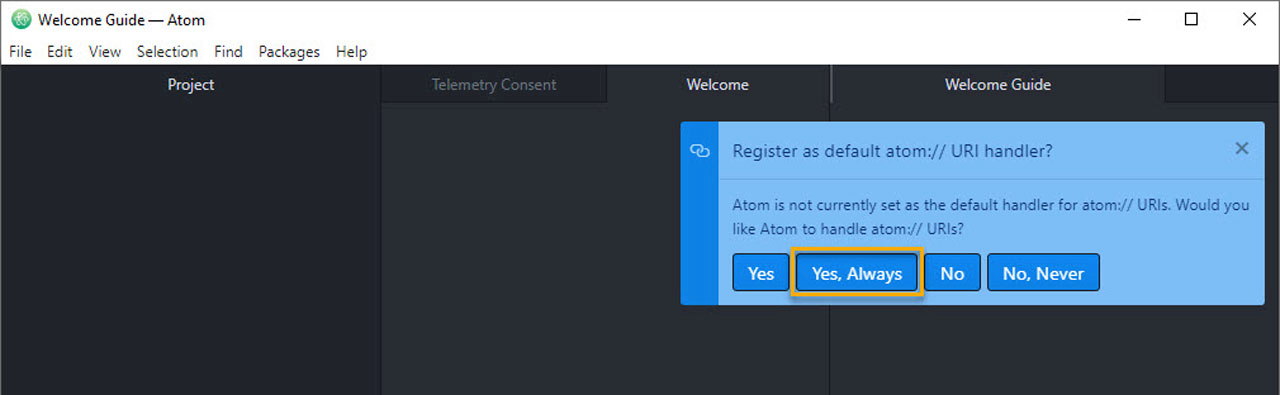 Welcome Guide — Atom
File Edit View Selection Find Packages Help
Project Telemetry Consent Welcome Welcome Guide
Register as default atom:// URI handler?
Atom is not currently set as the default handler for atom:// URIs. Would you
like Atom to handle atom:// URIs?
Yes Yes, Always No No, Never